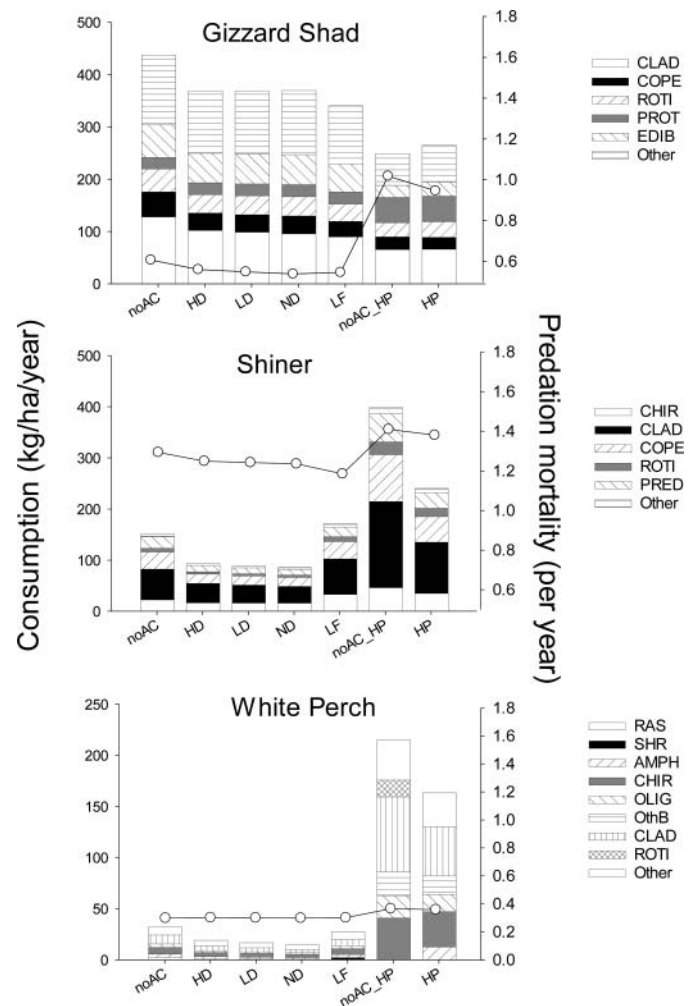 Gizzard Shad
500
400
300
200
100
0
1.8
1.6
1.4
1.2
1.0
0.8
0.6
noAC HD LD ND LF noAC_HP HP
CLAD
COPE
ROTI
PROT
EDIB
Other
Consumption (kg/ha/year)
Predation mortality (per year)
Shiner
500
400
300
200
100
0
1.8
1.6
1.4
1.2
1.0
0.8
0.6
noAC HD LD ND LF noAC_HP HP
CHIR
CLAD
COPE
ROTI
PRED
Other
White Perch
250
200
150
100
50
0
1.8
1.6
1.4
1.2
1.0
0.8
0.6
0.4
0.2
0.0
noAC HD LD ND LF noAC_HP HP
RAS
SHR
AMPH
CHIR
OLIG
OthB
CLAD
ROTI
Other